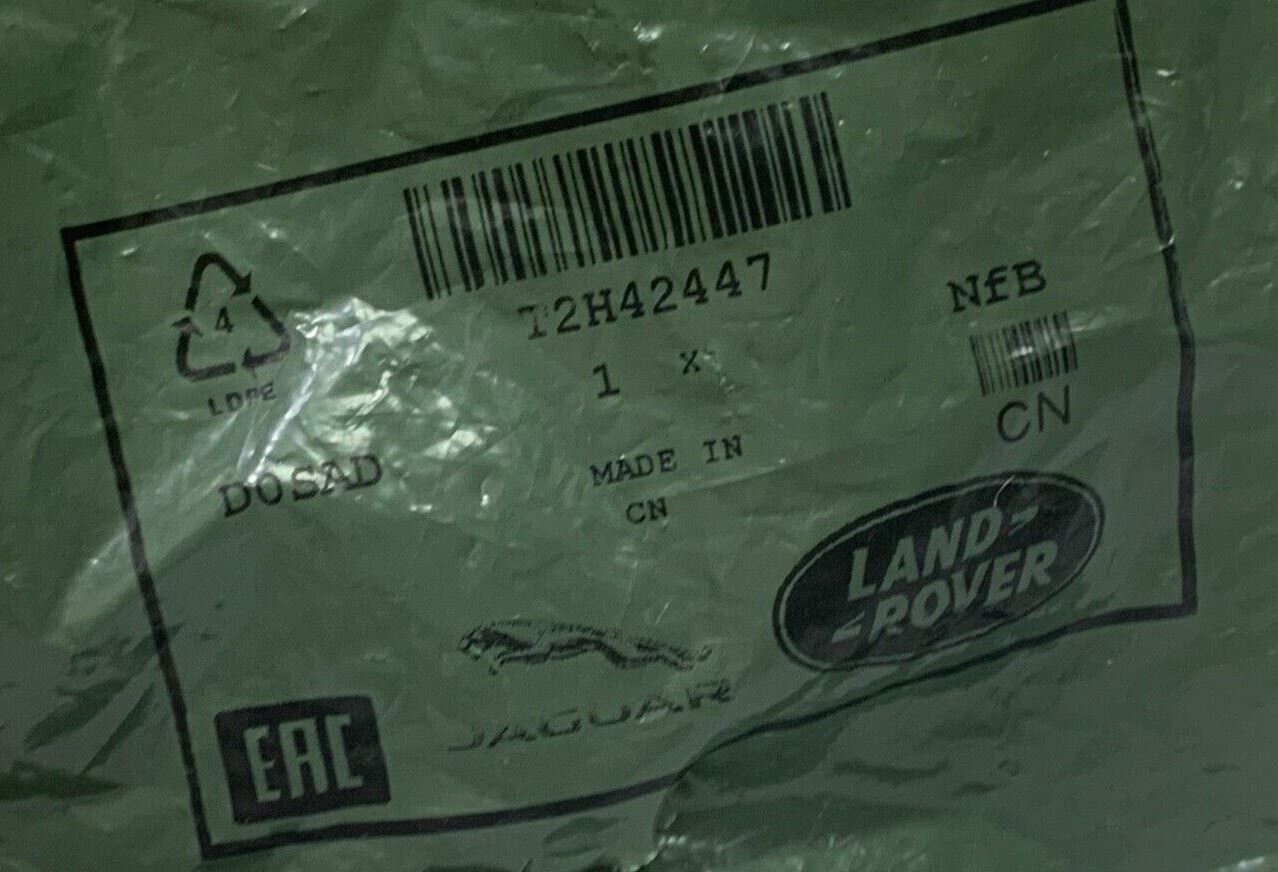 T2H42447
NfB
4
1 X
LDPE
CN
DOSAD
MADE IN
CN
LAND
ROVER
JAGUAR
EAC